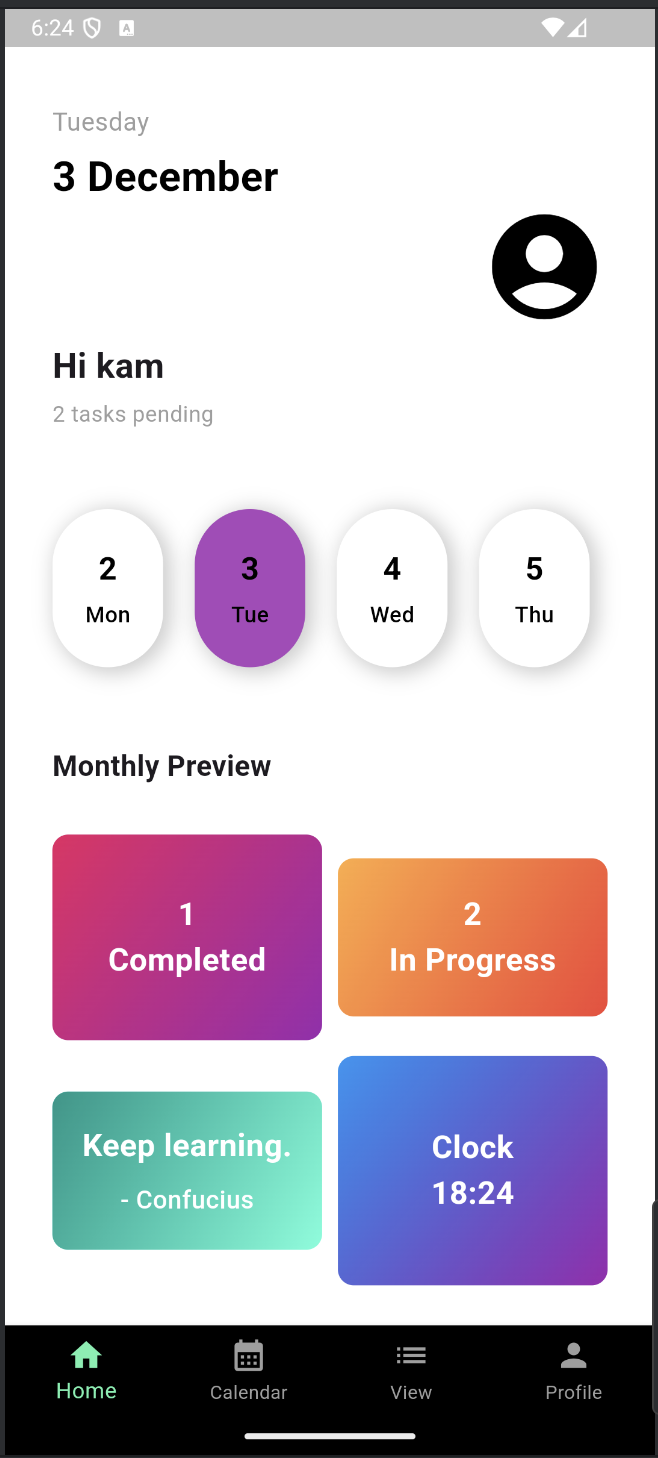 6:24 A
Tuesday
3 December
Hi kam
2 tasks pending
2 3 4 5
Mon Tue Wed Thu
Monthly Preview
1
Completed
2
In Progress
Keep learning.
- Confucius
Clock
18:24
Home Calendar View Profile